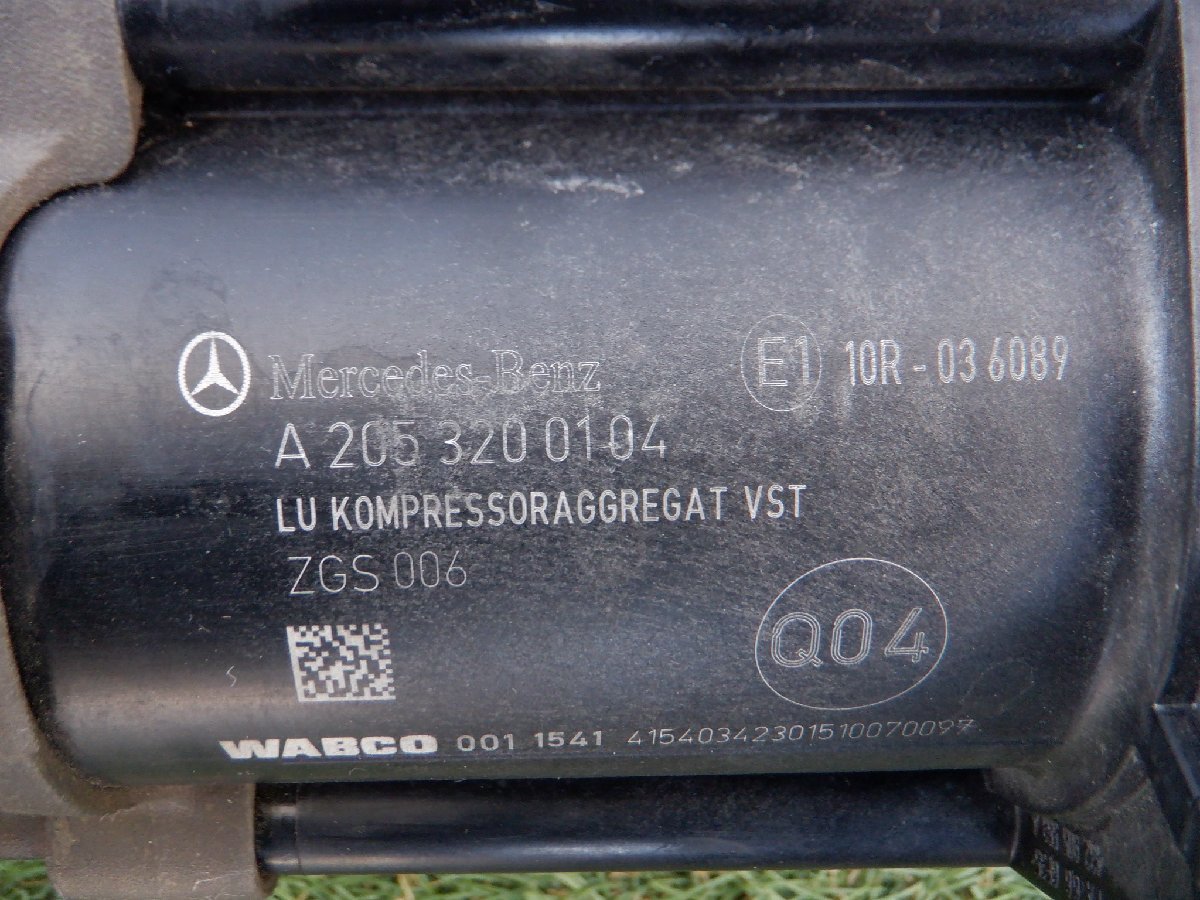 Mercedes-Benz
E1 10R - 03 6089
A 205 320 01 04
LU KOMPRESSORAGGREGAT VST
ZGS 006
Q04
WABCO 001 1541 41540342301510070097